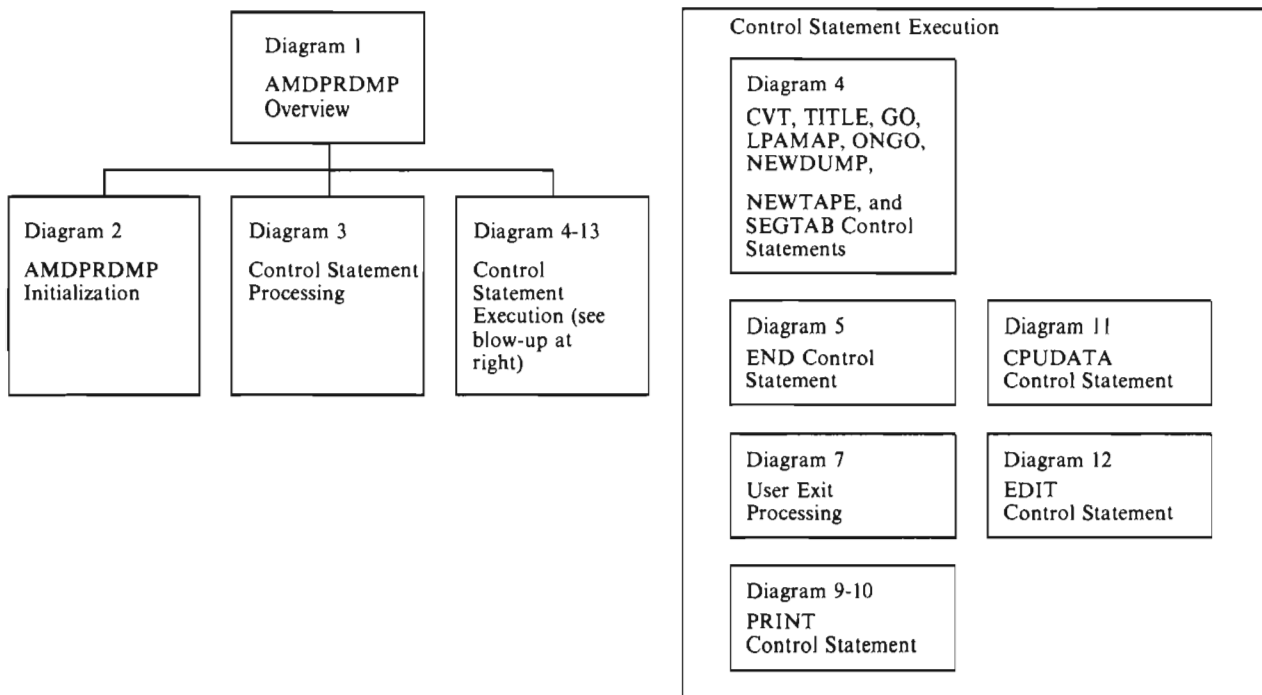 Diagram 1
AMDPRDMP
Overview
Diagram 2
AMDPRDMP
Initialization
Diagram 3
Control Statement
Processing
Diagram 4-13
Control
Statement
Execution (see
blow-up at
right)
Control Statement Execution
Diagram 4
CVT, TITLE, GO,
LPAMAP, ONGO,
NEWDUMP,
NEWTAPE, and
SEGTAB Control
Statements
Diagram 5
END Control
Statement
Diagram 11
CPUDATA
Control Statement
Diagram 7
User Exit
Processing
Diagram 12
EDIT
Control Statement
Diagram 9-10
PRINT
Control Statement